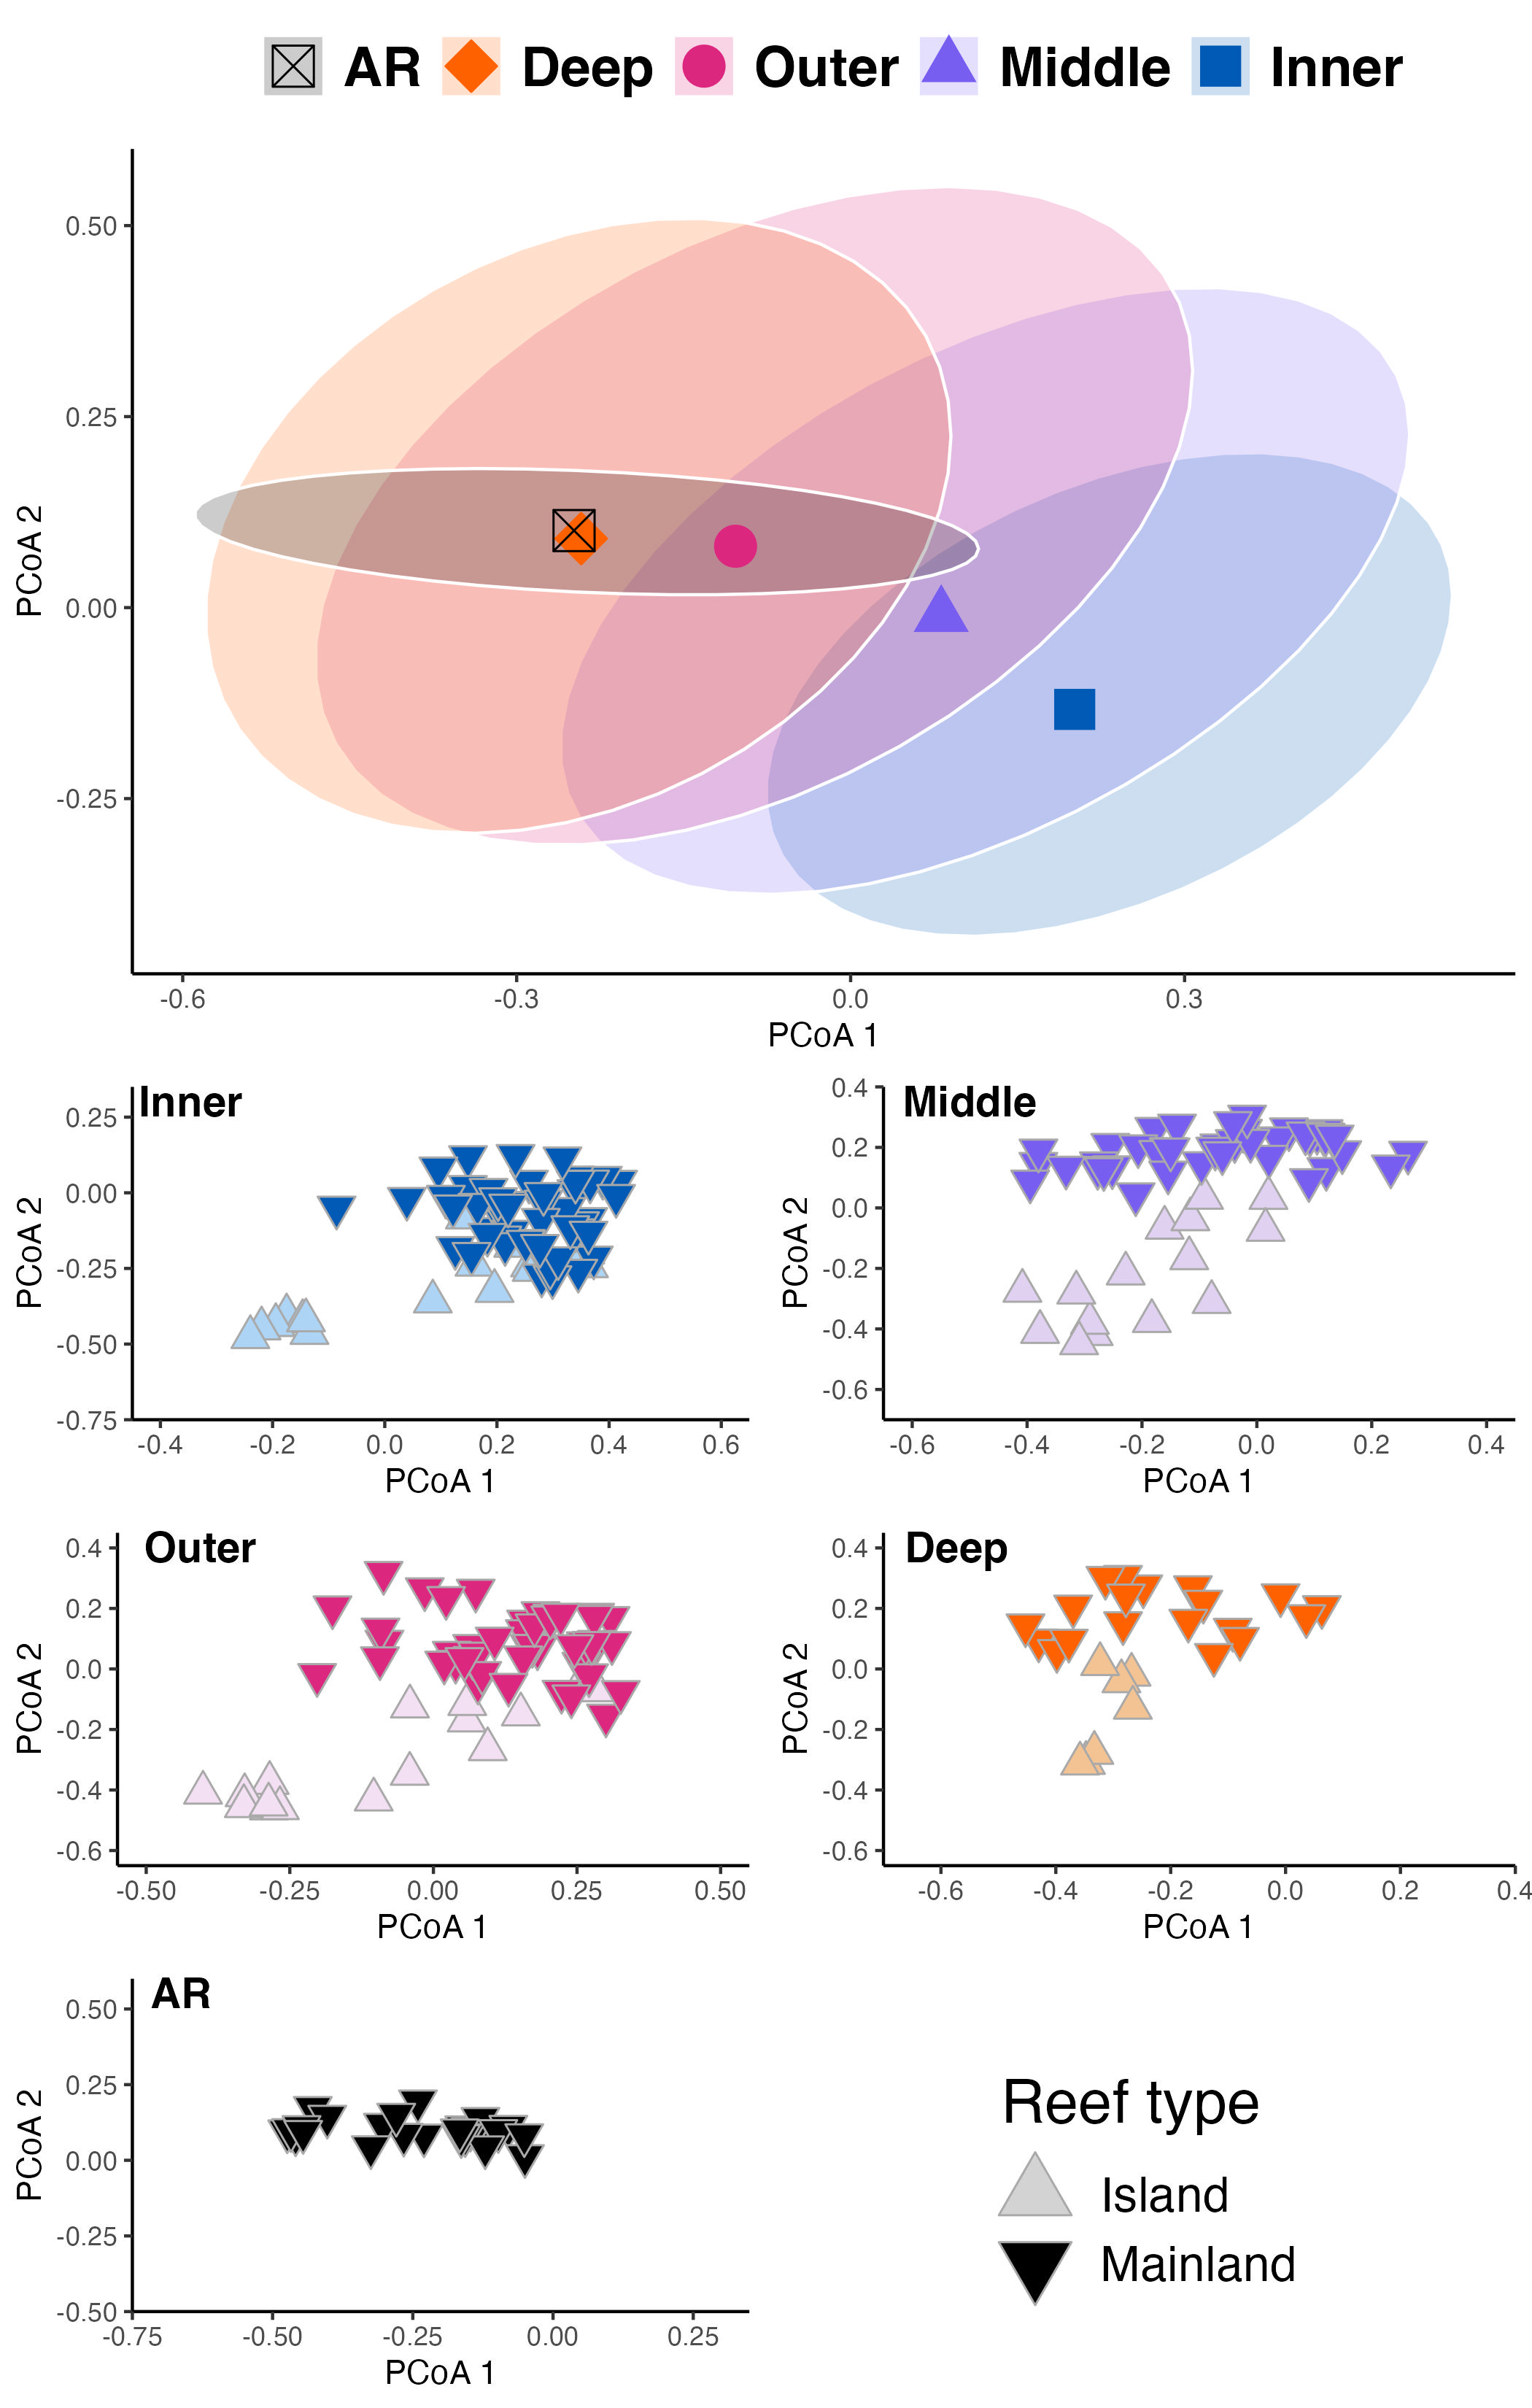 AR Deep Outer Middle Inner
0.50
0.25
0.00
-0.25
PCoA 2
-0.6 -0.3 0.0 0.3
PCoA 1
Inner
0.25
0.00
-0.25
-0.50
-0.75
PCoA 2
-0.4 -0.2 0.0 0.2 0.4 0.6
PCoA 1
Middle
0.4
0.2
0.0
-0.2
-0.4
-0.6
PCoA 2
-0.6 -0.4 -0.2 0.0 0.2 0.4
PCoA 1
Outer
0.4
0.2
0.0
-0.2
-0.4
-0.6
PCoA 2
-0.50 -0.25 0.00 0.25 0.50
PCoA 1
Deep
0.4
0.2
0.0
-0.2
-0.4
-0.6
PCoA 2
-0.6 -0.4 -0.2 0.0 0.2 0.4
PCoA 1
AR
0.50
0.25
0.00
-0.25
-0.50
PCoA 2
-0.75 -0.50 -0.25 0.00 0.25
PCoA 1
Reef type
Island
Mainland